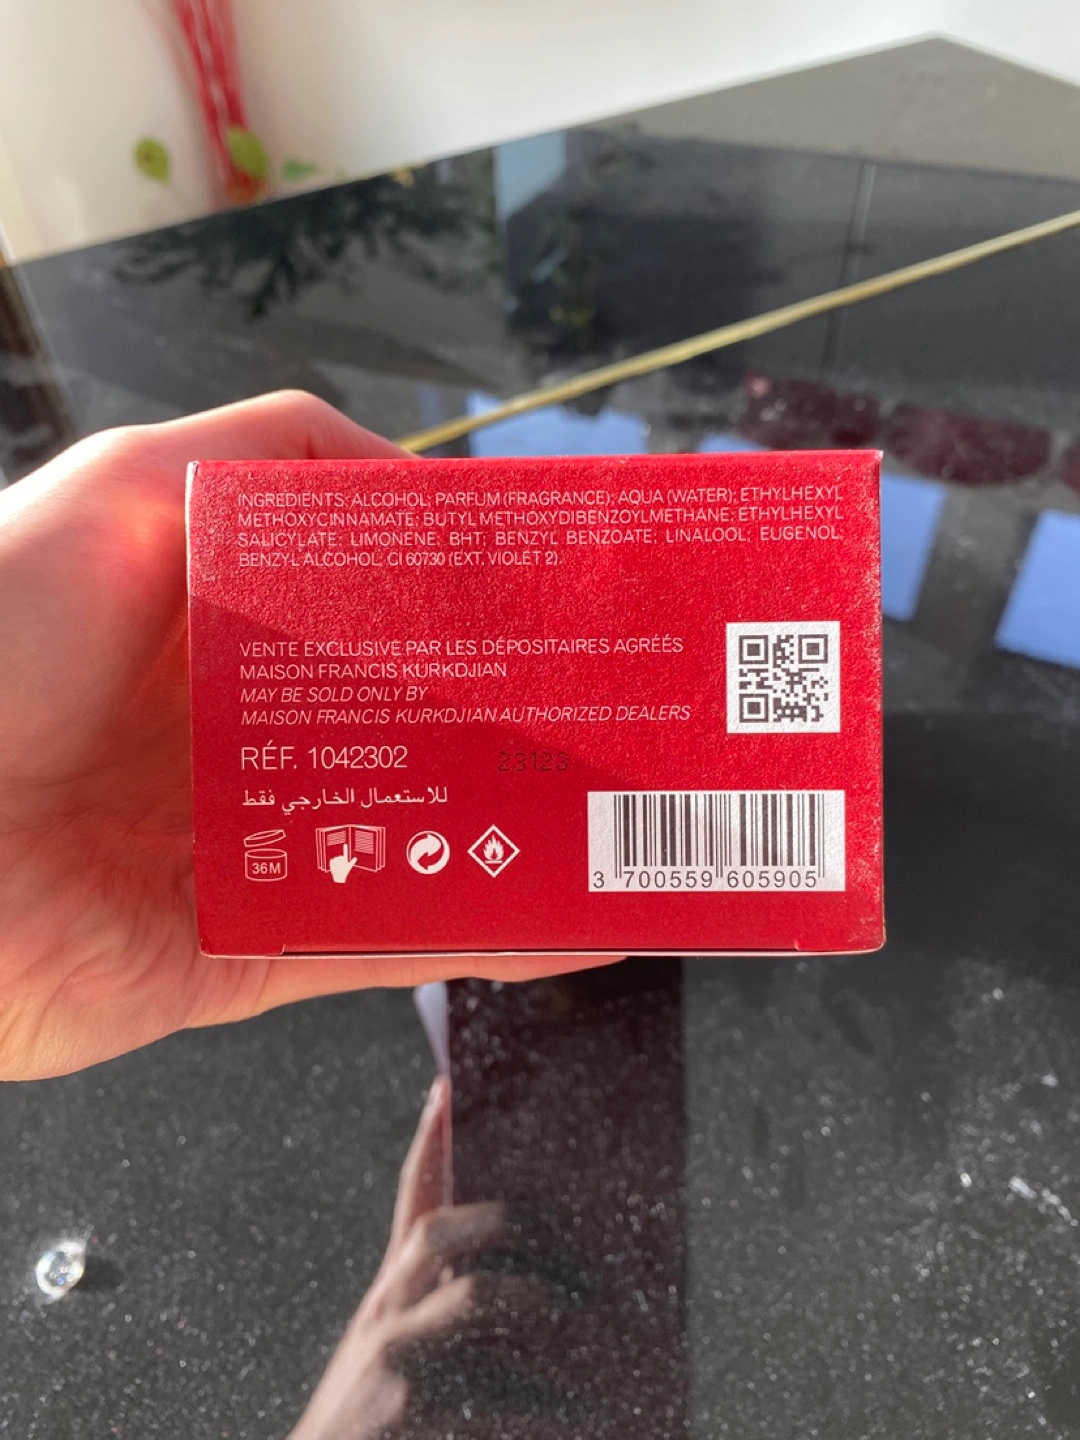 INGREDIENTS: ALCOHOL; PARFUM (FRAGRANCE); AQUA (WATER); ETHYLHEXYL
METHOXYCINNAMATE; BUTYL METHOXYDIBENZOYLMETHANE; ETHYLHEXYL
SALICYLATE; LIMONENE; BHT; BENZYL BENZOATE; LINALOOL; EUGENOL;
BENZYL ALCOHOL; CI 60730 (EXT. VIOLET 2).
VENTE EXCLUSIVE PAR LES DÉPOSITAIRES AGRÉÉS
MAISON FRANCIS KURKDJIAN
MAY BE SOLD ONLY BY
MAISON FRANCIS KURKDJIAN AUTHORIZED DEALERS
RÉF. 1042302
23123
للاستعمال الخارجي فقط
36M
3 700559 605905